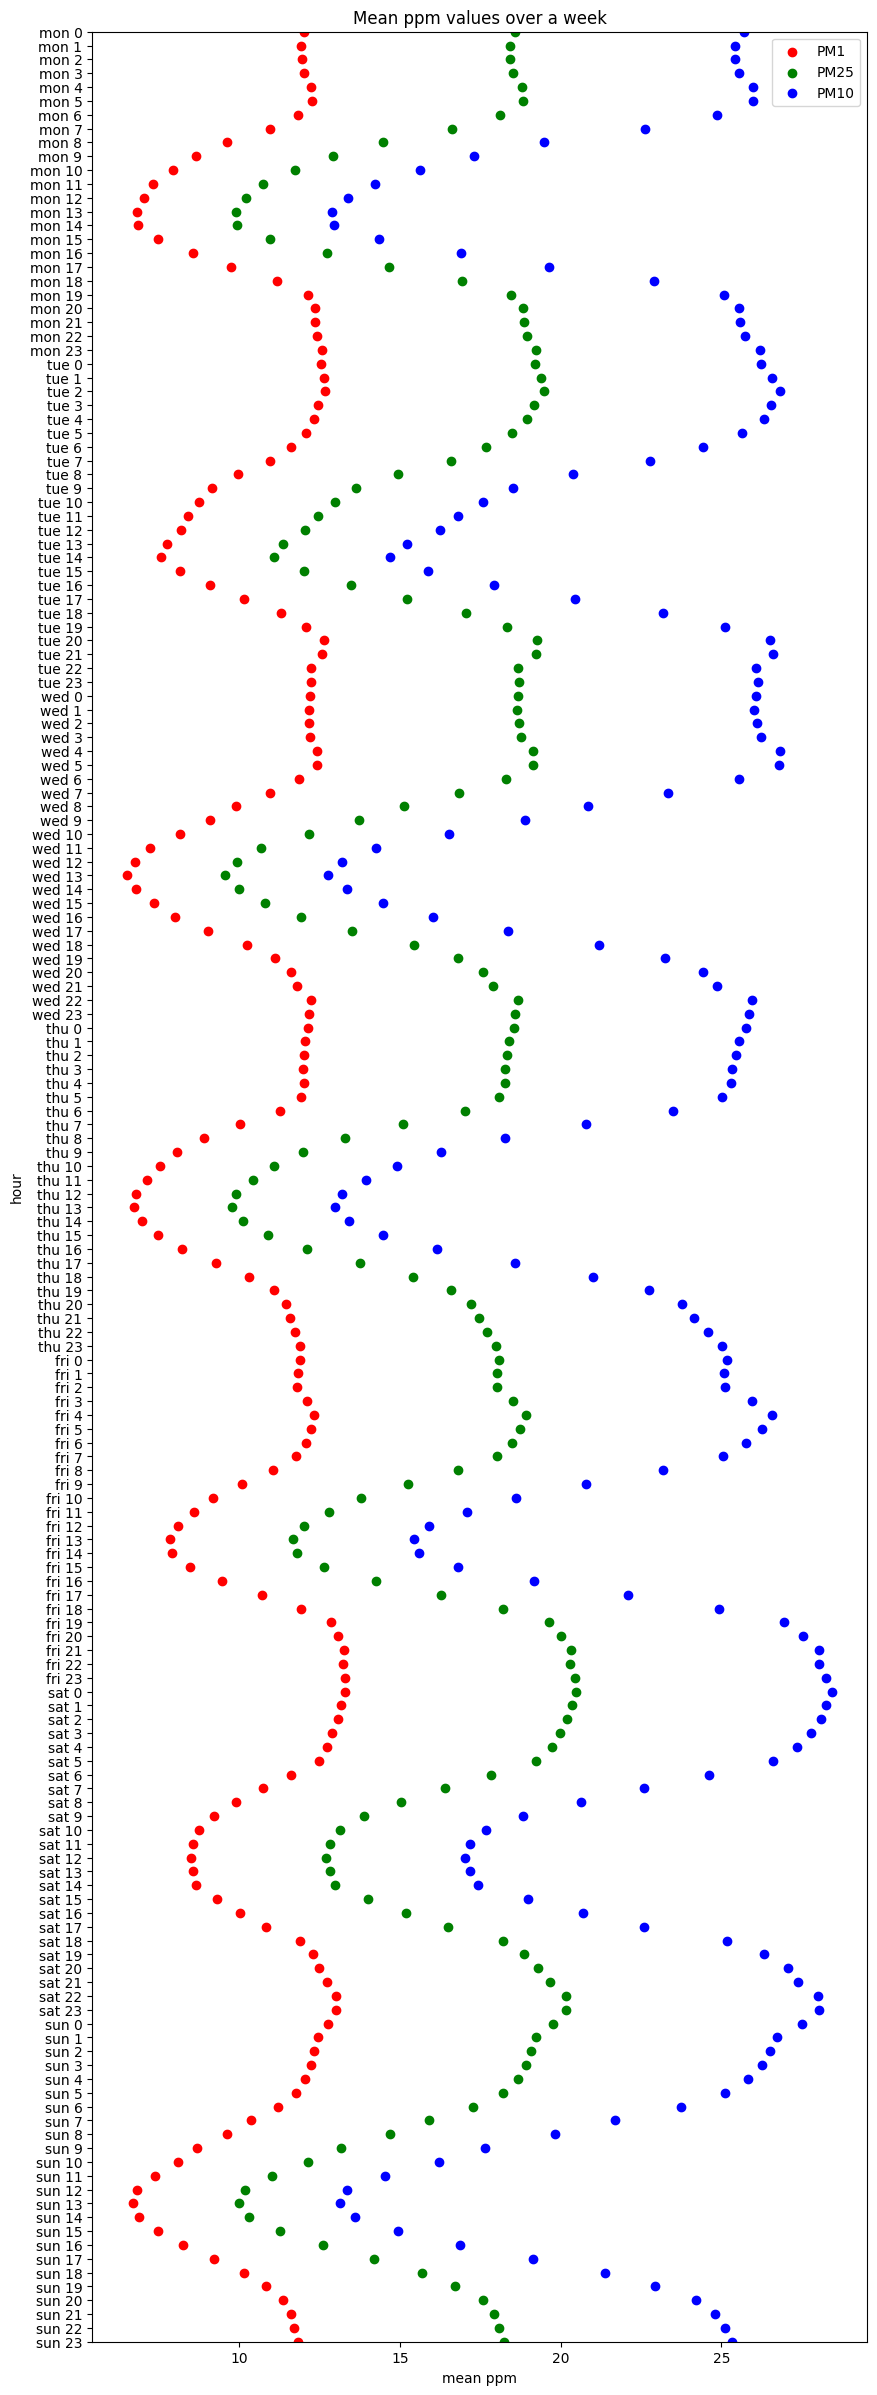 Mean ppm values over a week
PM1
PM25
PM10
mon 0
mon 1
mon 2
mon 3
mon 4
mon 5
mon 6
mon 7
mon 8
mon 9
mon 10
mon 11
mon 12
mon 13
mon 14
mon 15
mon 16
mon 17
mon 18
mon 19
mon 20
mon 21
mon 22
mon 23
tue 0
tue 1
tue 2
tue 3
tue 4
tue 5
tue 6
tue 7
tue 8
tue 9
tue 10
tue 11
tue 12
tue 13
tue 14
tue 15
tue 16
tue 17
tue 18
tue 19
tue 20
tue 21
tue 22
tue 23
wed 0
wed 1
wed 2
wed 3
wed 4
wed 5
wed 6
wed 7
wed 8
wed 9
wed 10
wed 11
wed 12
wed 13
wed 14
wed 15
wed 16
wed 17
wed 18
wed 19
wed 20
wed 21
wed 22
wed 23
thu 0
thu 1
thu 2
thu 3
thu 4
thu 5
thu 6
thu 7
thu 8
thu 9
thu 10
thu 11
thu 12
thu 13
thu 14
thu 15
thu 16
thu 17
thu 18
thu 19
thu 20
thu 21
thu 22
thu 23
fri 0
fri 1
fri 2
fri 3
fri 4
fri 5
fri 6
fri 7
fri 8
fri 9
fri 10
fri 11
fri 12
fri 13
fri 14
fri 15
fri 16
fri 17
fri 18
fri 19
fri 20
fri 21
fri 22
fri 23
sat 0
sat 1
sat 2
sat 3
sat 4
sat 5
sat 6
sat 7
sat 8
sat 9
sat 10
sat 11
sat 12
sat 13
sat 14
sat 15
sat 16
sat 17
sat 18
sat 19
sat 20
sat 21
sat 22
sat 23
sun 0
sun 1
sun 2
sun 3
sun 4
sun 5
sun 6
sun 7
sun 8
sun 9
sun 10
sun 11
sun 12
sun 13
sun 14
sun 15
sun 16
sun 17
sun 18
sun 19
sun 20
sun 21
sun 22
sun 23
hour
10 15 20 25
mean ppm